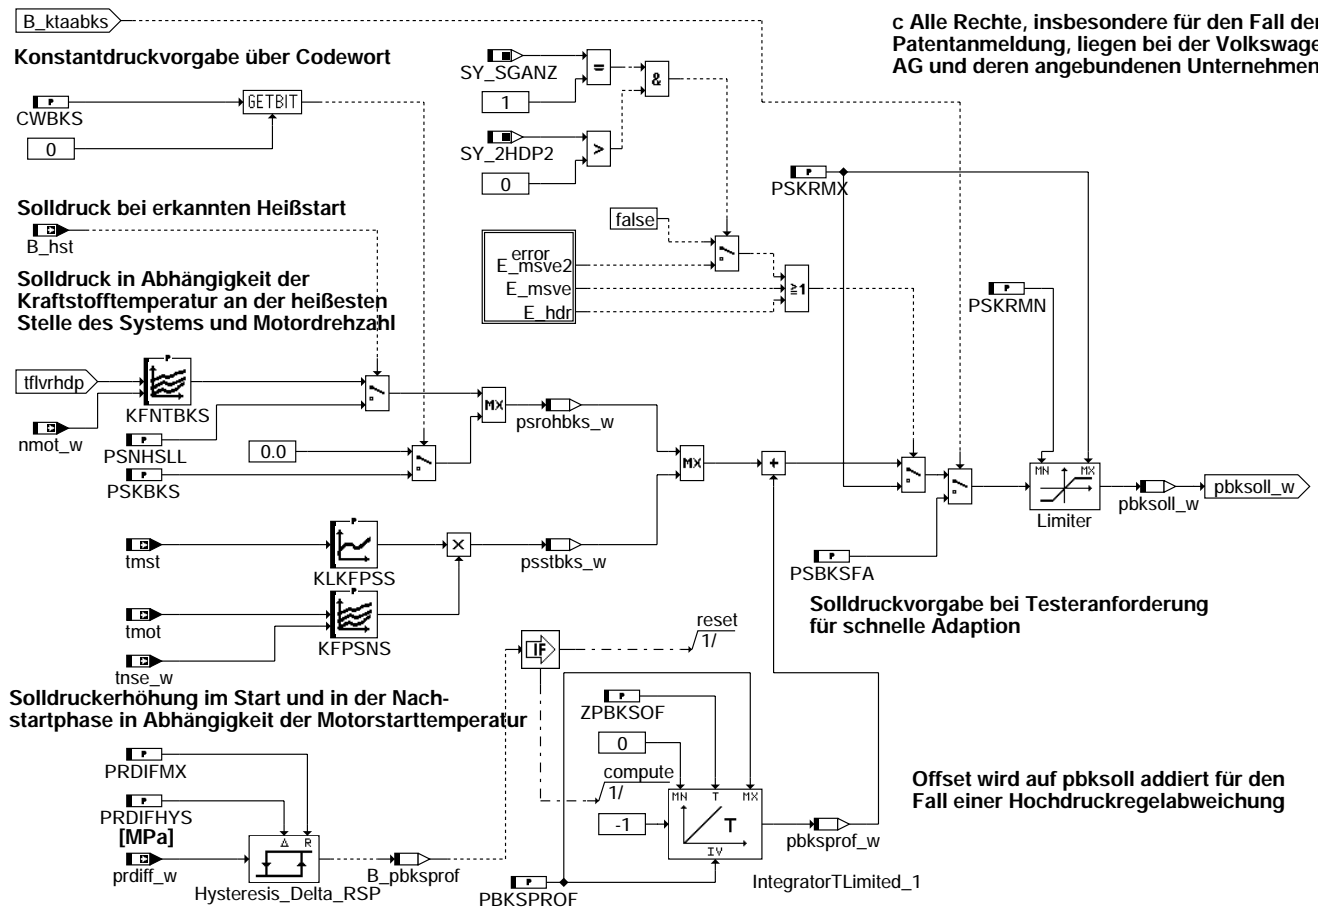 B_ktaabks
c Alle Rechte, insbesondere für den Fall der
Patentanmeldung, liegen bei der Volkswage
AG und deren angebundenen Unternehmen
Konstantdruckvorgabe über Codewort
SY_SGANZ
=
&
1
CWBKS
GETBIT
0
SY_2HDP2
>
0
PSKRMX
Solldruck bei erkannten Heißstart
B_hst
false
error
E_msve2
E_msve
E_hdr
≥1
PSKRMN
Solldruck in Abhängigkeit der
Kraftstofftemperatur an der heißesten
Stelle des Systems und Motordrehzahl
tflvrhdp
KFNTBKS
nmot_w
PSNHSLL
PSKBKS
0.0
MX
psrohbks_w
MX
+
MN MX
Limiter
pbksoll_w
pbksoll_w
tmst
KLKFPSS
X
psstbks_w
PSBKSFA
tmot
KFPSNS
tnse_w
Solldruckvorgabe bei Testeranforderung
für schnelle Adaption
IF
reset
1/
Solldruckerhöhung im Start und in der Nach-
startphase in Abhängigkeit der Motorstarttemperatur
ZPBKSOF
0
compute
1/
PRDIFMX
PRDIFHYS
[MPa]
prdiff_w
Δ R
Hysteresis_Delta_RSP
B_pbksprof
-1
MN T MX
T
IV
pbksprof_w
IntegratorTLimited_1
PBKSPROF
Offset wird auf pbksoll addiert für den
Fall einer Hochdruckregelabweichung